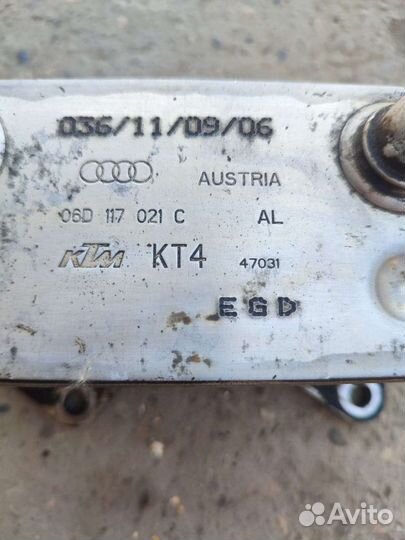 036/11/09/06
AUSTRIA
06D 117 021 C AL
KTM KT4 47031
EGD
Avito